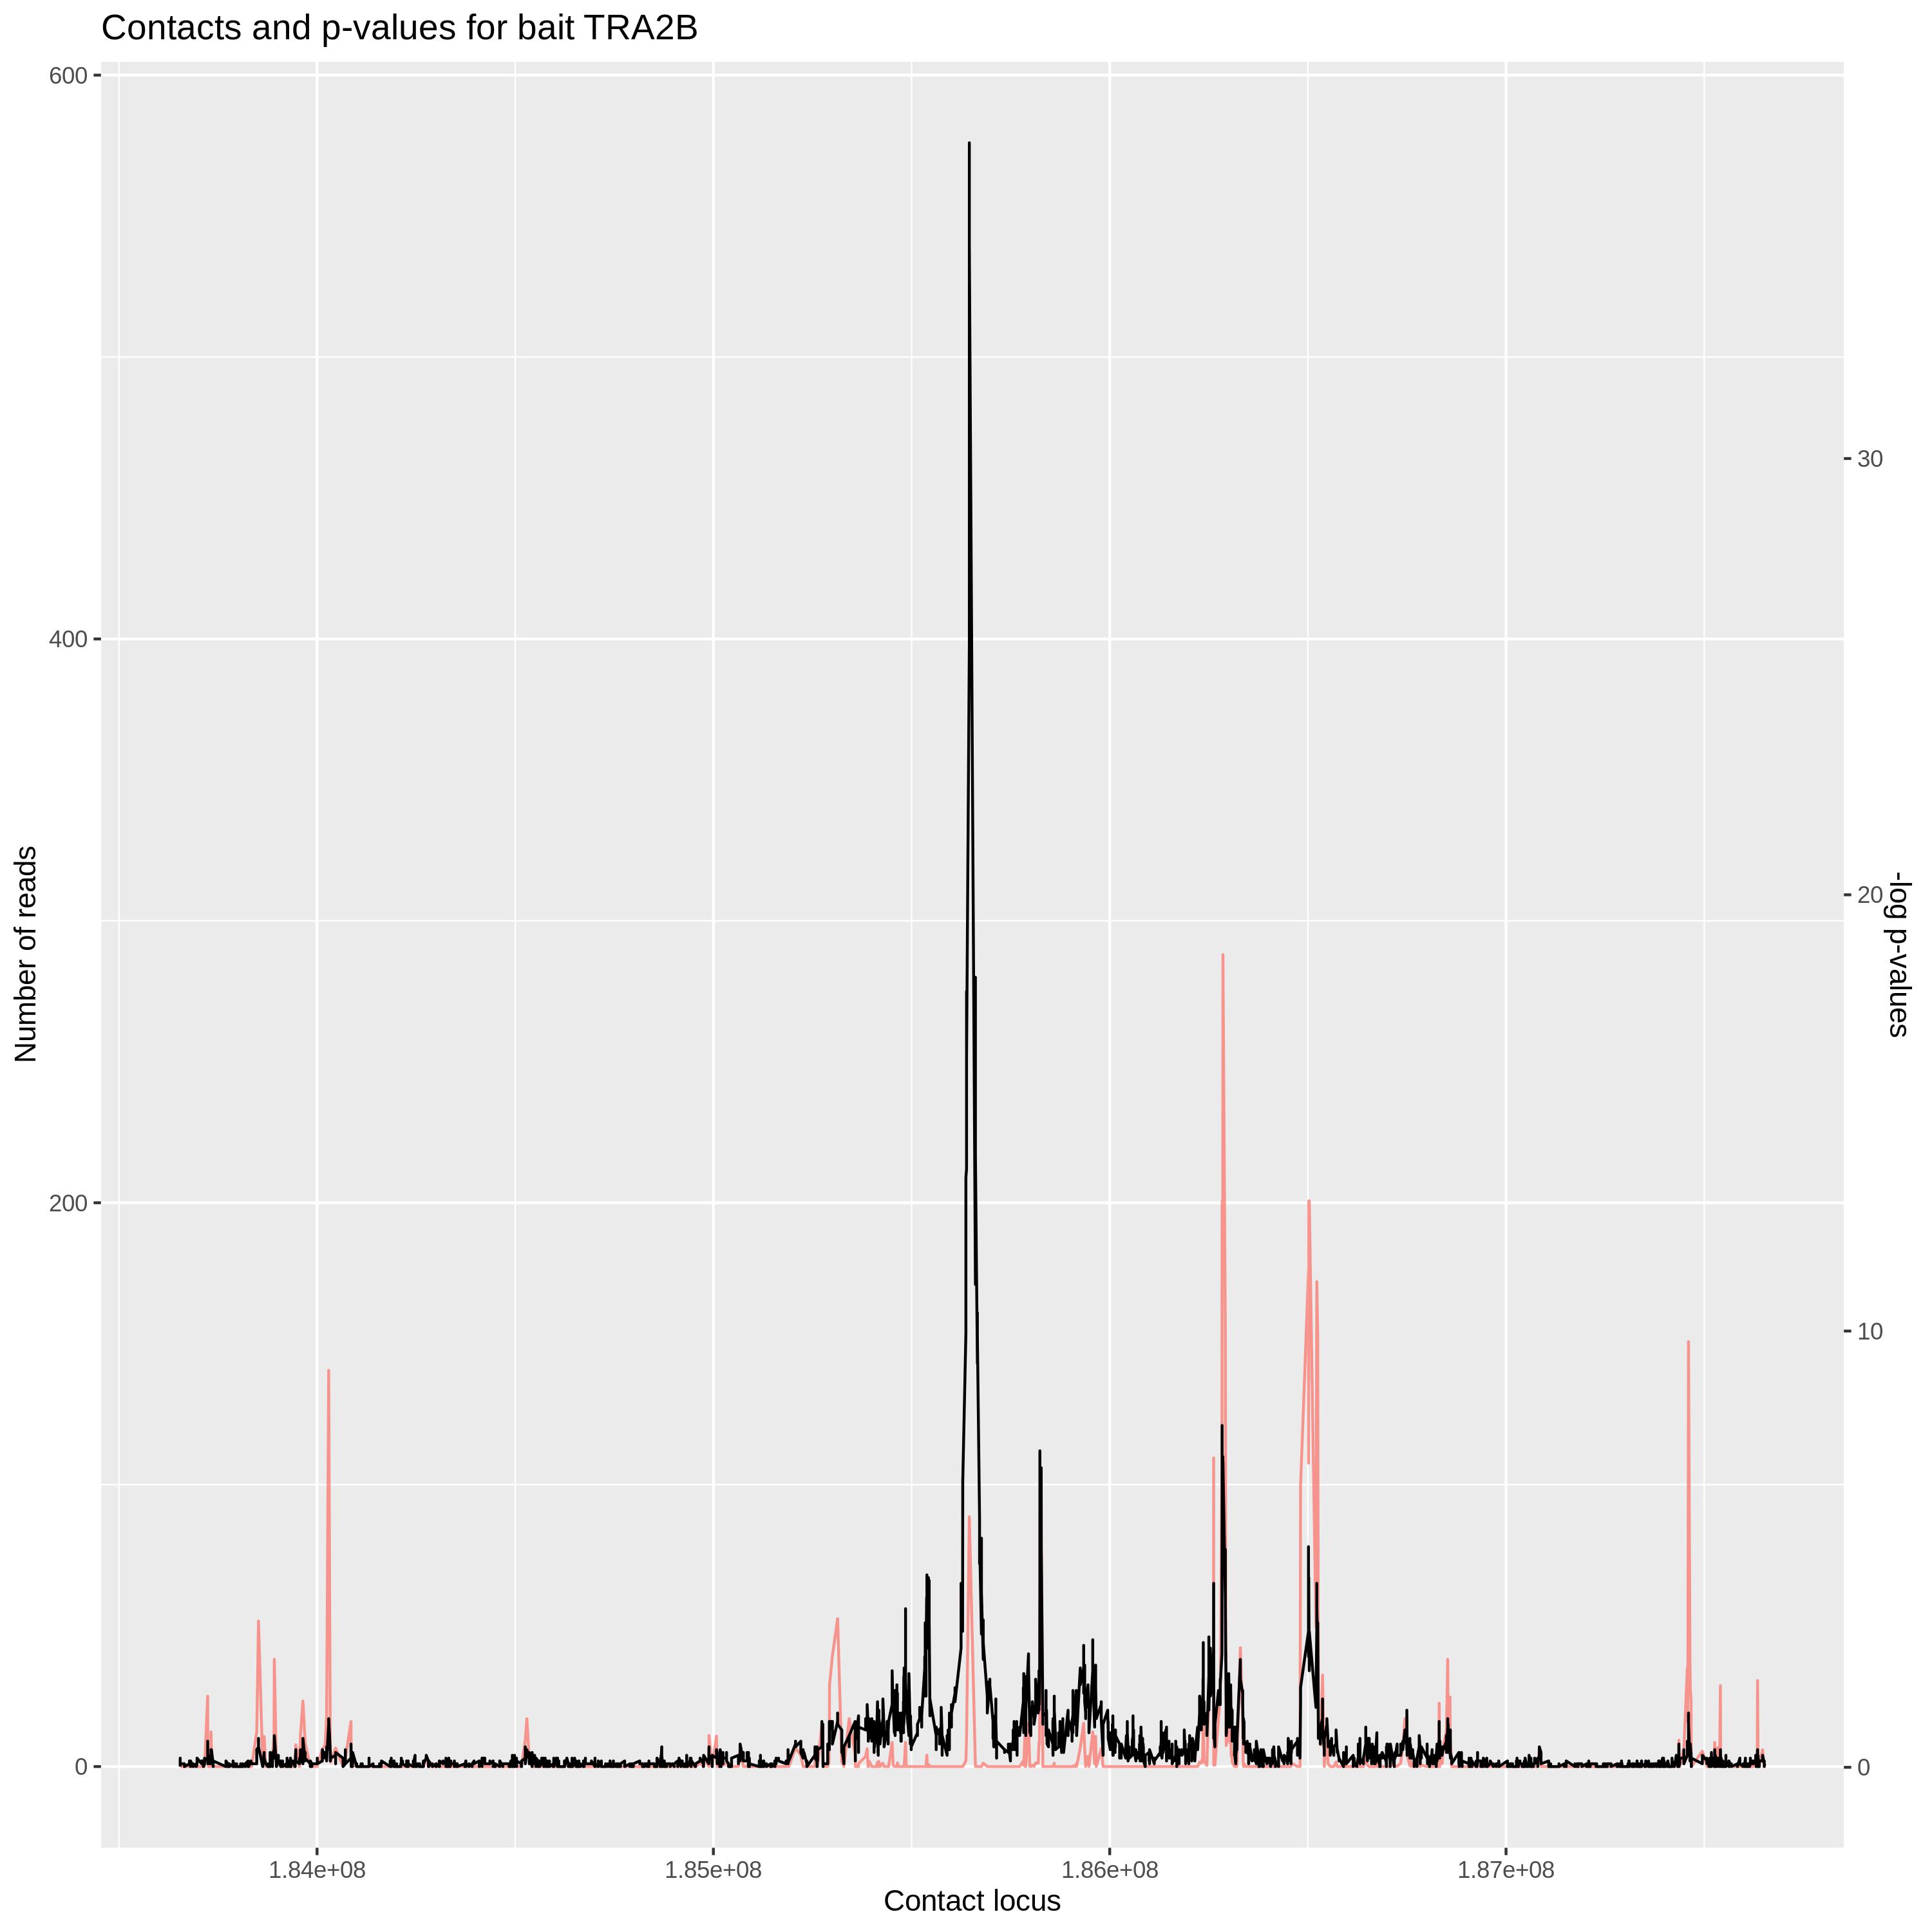 Contacts and p-values for bait TRA2B
600
400
200
0
Number of reads
30
20
10
0
-log p-values
1.84e+08
1.85e+08
1.86e+08
1.87e+08
Contact locus